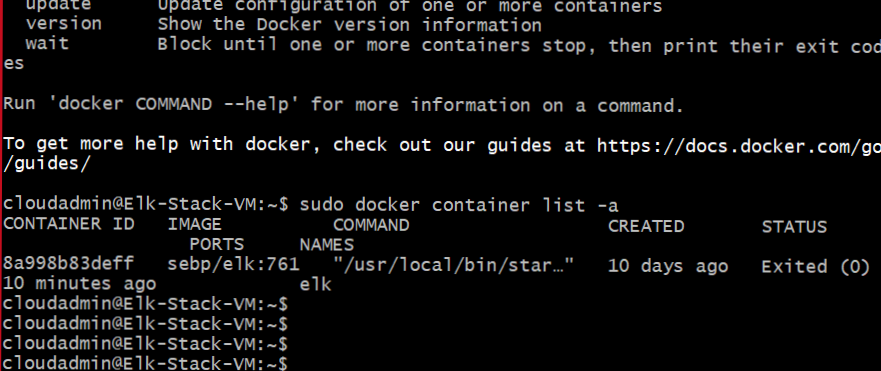 update       Update configuration of one or more containers
version      Show the Docker version information
wait         Block until one or more containers stop, then print their exit cod
es
Run 'docker COMMAND --help' for more information on a command.
To get more help with docker, check out our guides at https://docs.docker.com/go
/guides/
cloudadmin@Elk-Stack-VM:~$ sudo docker container list -a
CONTAINER ID   IMAGE          COMMAND                  CREATED       STATUS
PORTS     NAMES
8a998b83deff   sebp/elk:761   "/usr/local/bin/star…"   10 days ago   Exited (0)
10 minutes ago             elk
cloudadmin@Elk-Stack-VM:~$
cloudadmin@Elk-Stack-VM:~$
cloudadmin@Elk-Stack-VM:~$
cloudadmin@Elk-Stack-VM:~$